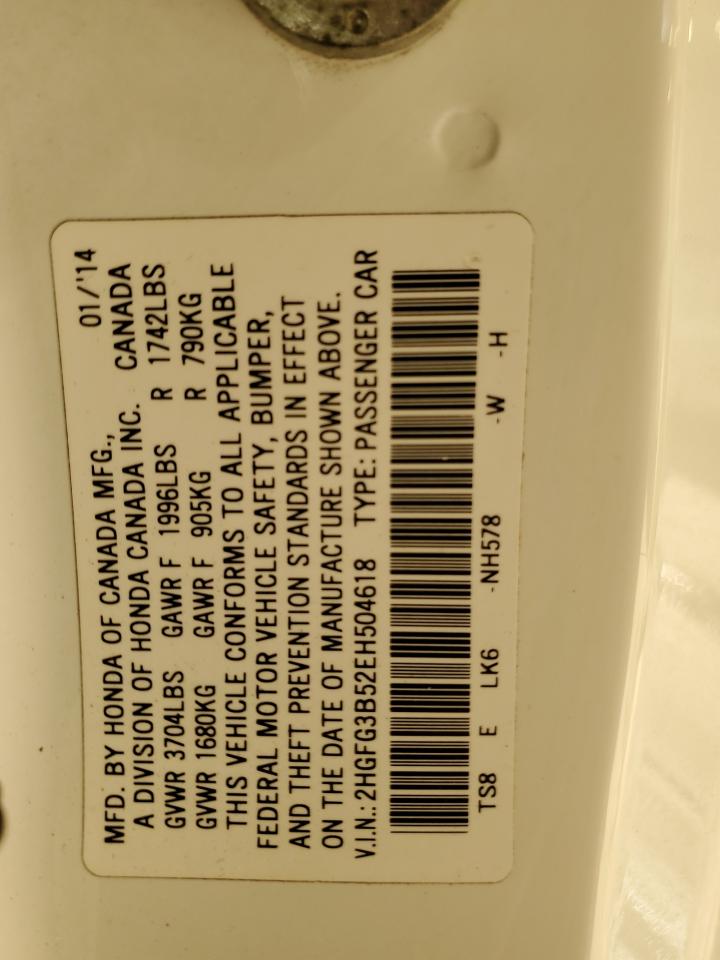 MFD. BY HONDA OF CANADA MFG., 01/'14
A DIVISION OF HONDA CANADA INC. CANADA
GVWR 3704LBS GAWR F 1996LBS R 1742LBS
GVWR 1680KG GAWR F 905KG R 790KG
THIS VEHICLE CONFORMS TO ALL APPLICABLE
FEDERAL MOTOR VEHICLE SAFETY, BUMPER,
AND THEFT PREVENTION STANDARDS IN EFFECT
ON THE DATE OF MANUFACTURE SHOWN ABOVE.
V.I.N.: 2HGFG3B52EH504618 TYPE: PASSENGER CAR
TS8 E LK6 -NH578 -W -H